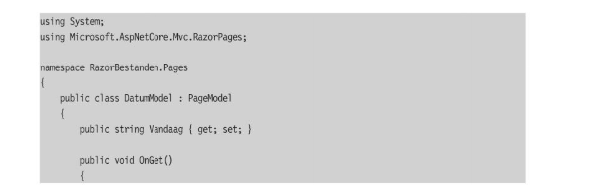 using System;
using Microsoft.AspNetCore.Mvc.RazorPages;
namespace RazorBestanden.Pages
{
public class DatumModel : PageModel
{
public string Vandaag { get; set; }
public void OnGet()
{